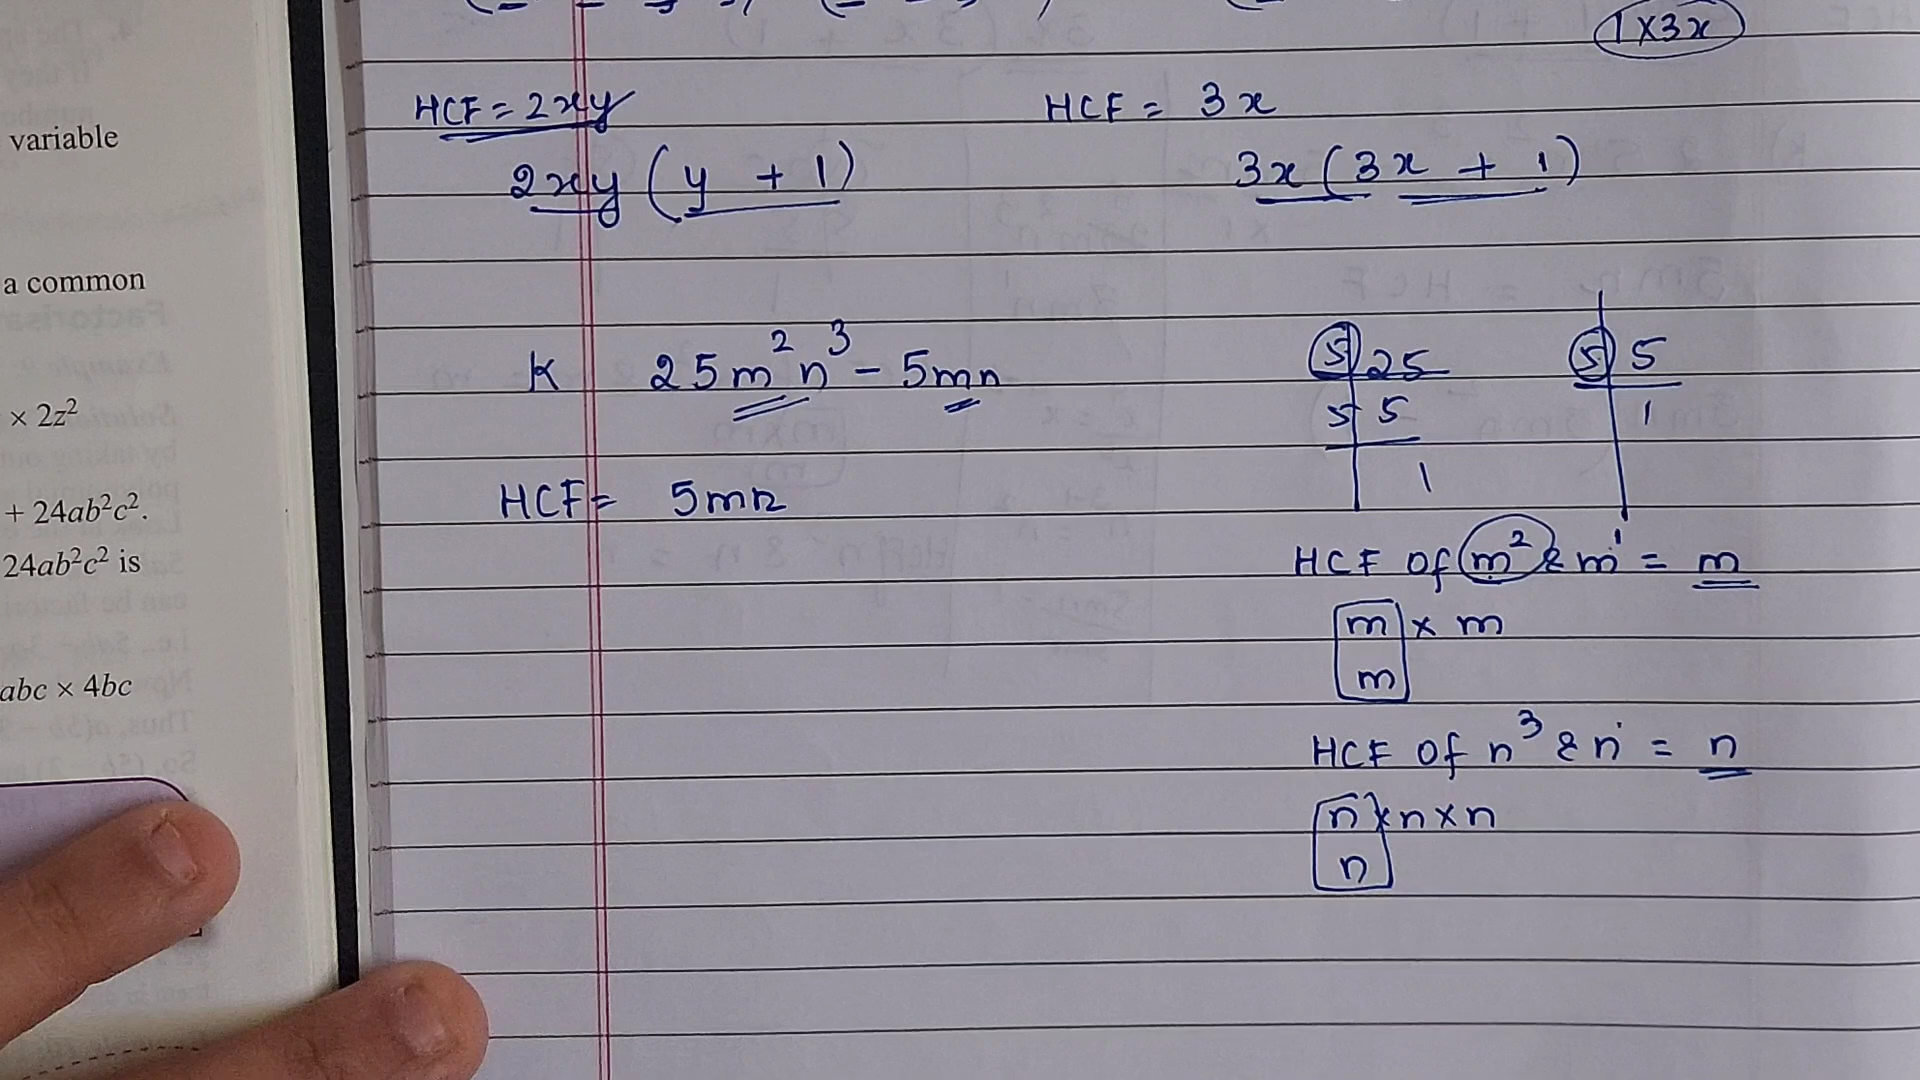 variable
a common
× 2z²
+ 24ab²c².
24ab²c² is
abc × 4bc
1 × 3x
HCF = 2xy
2xy (y + 1)
HCF = 3x
3x (3x + 1)
K 25m²n³ - 5mn
HCF = 5mn
5 25
5 5
1
5 5
1
HCF of m² & m¹ = m
m × m
m
HCF of n³ & n = n
n × n × n
n